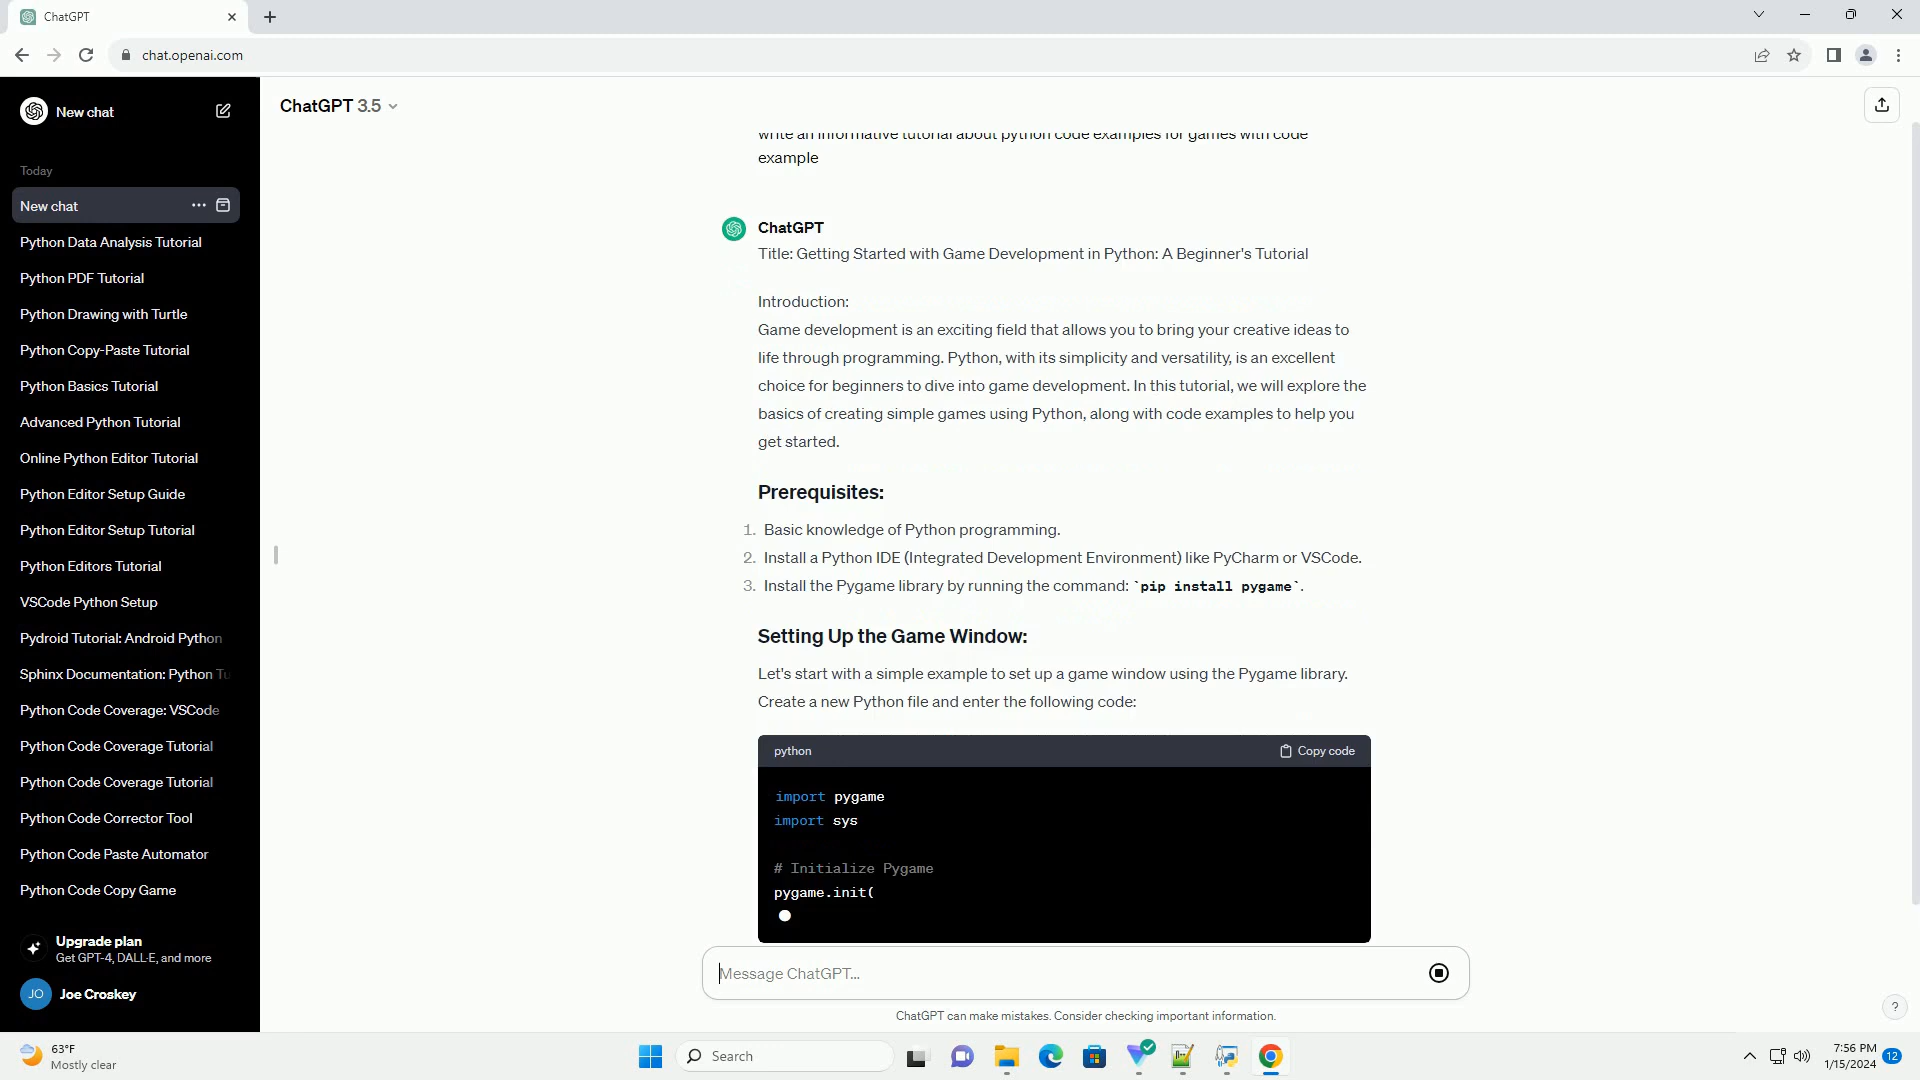 ChatGPT
chat.openai.com
New chat
Today
New chat
Python Data Analysis Tutorial
Python PDF Tutorial
Python Drawing with Turtle
Python Copy-Paste Tutorial
Python Basics Tutorial
Advanced Python Tutorial
Online Python Editor Tutorial
Python Editor Setup Guide
Python Editor Setup Tutorial
Python Editors Tutorial
VSCode Python Setup
Pydroid Tutorial: Android Python
Sphinx Documentation: Python Tu
Python Code Coverage: VSCode
Python Code Coverage Tutorial
Python Code Coverage Tutorial
Python Code Corrector Tool
Python Code Paste Automator
Python Code Copy Game
Upgrade plan
Get GPT-4, DALL·E, and more
JO Joe Croskey
ChatGPT 3.5
write an informative tutorial about python code examples for games with code
example
ChatGPT
Title: Getting Started with Game Development in Python: A Beginner's Tutorial
Introduction:
Game development is an exciting field that allows you to bring your creative ideas to
life through programming. Python, with its simplicity and versatility, is an excellent
choice for beginners to dive into game development. In this tutorial, we will explore the
basics of creating simple games using Python, along with code examples to help you
get started.
Prerequisites:
1. Basic knowledge of Python programming.
2. Install a Python IDE (Integrated Development Environment) like PyCharm or VSCode.
3. Install the Pygame library by running the command: `pip install pygame`.
Setting Up the Game Window:
Let's start with a simple example to set up a game window using the Pygame library.
Create a new Python file and enter the following code:
python Copy code
import pygame
import sys
# Initialize Pygame
pygame.init(
Message ChatGPT...
ChatGPT can make mistakes. Consider checking important information.
?
63°F
Mostly clear
Search
7:56 PM
1/15/2024
12